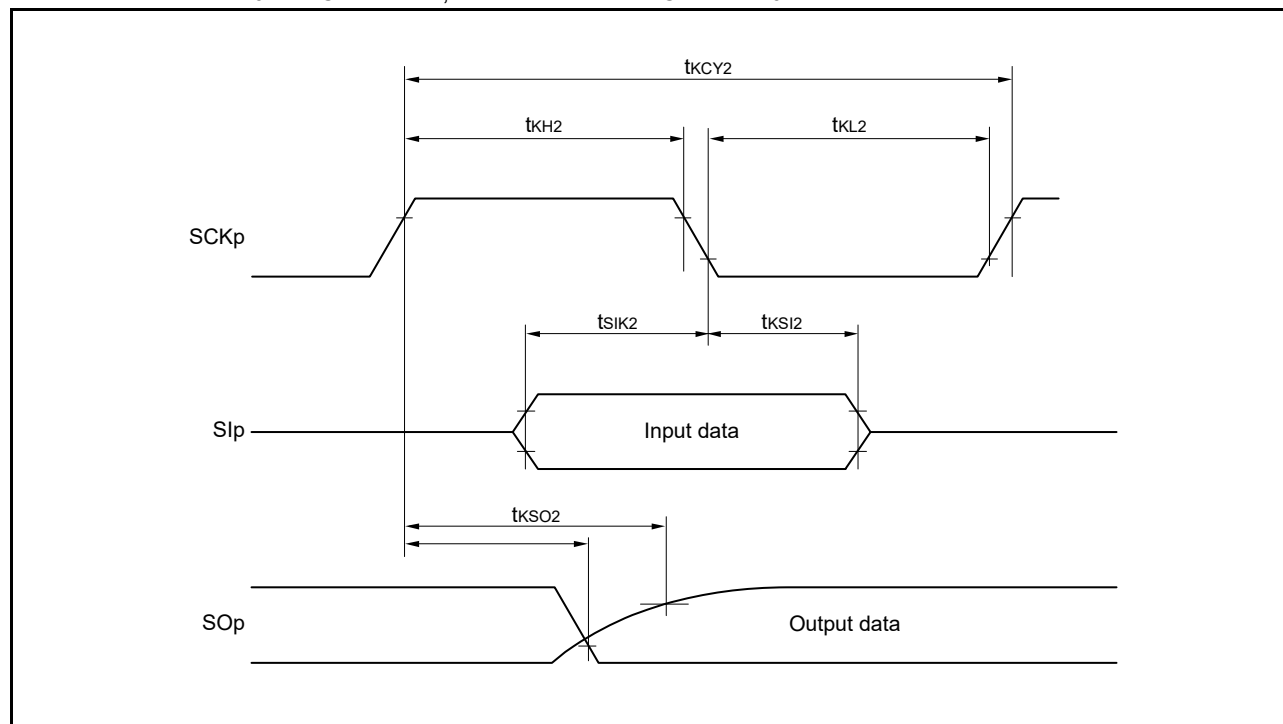 tKCY2
tKH2
tKL2
SCKp
tSIK2
tKSI2
SIp
Input data
tKSO2
SOp
Output data